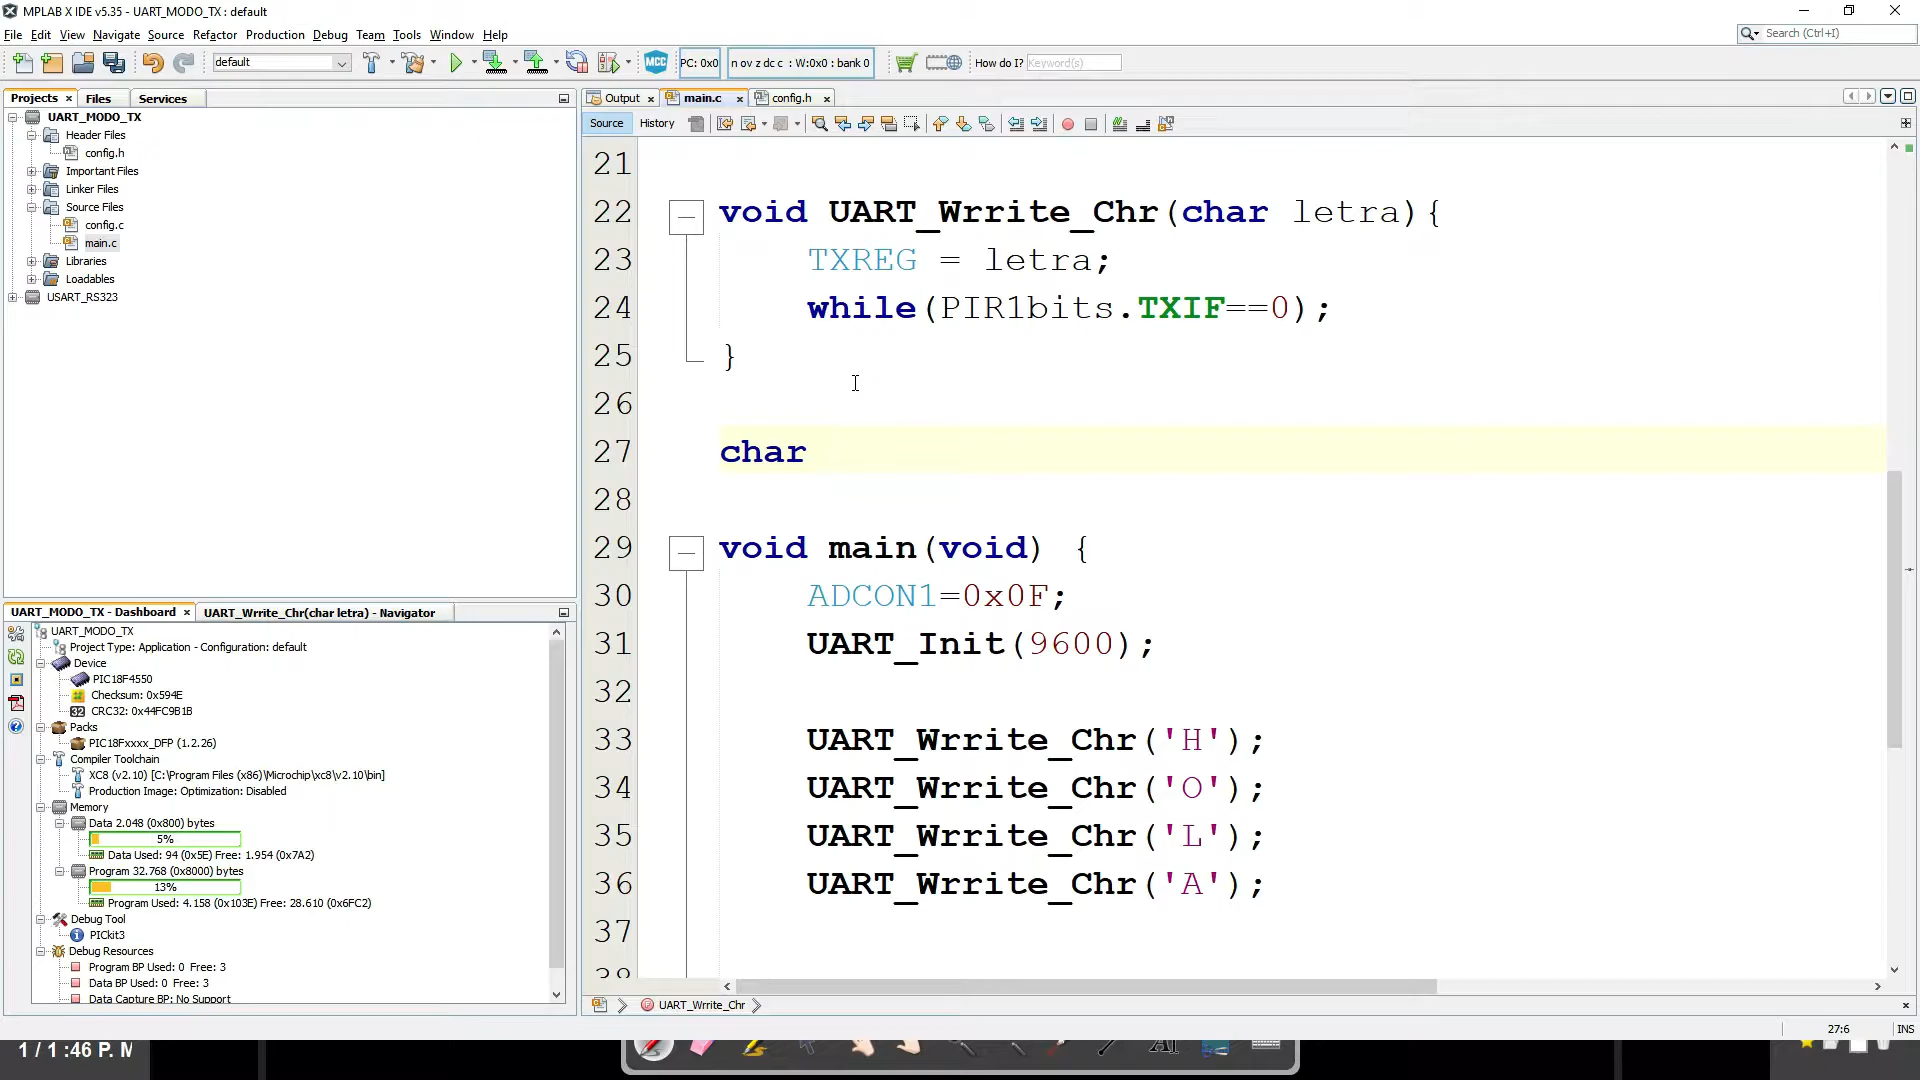 MPLAB X IDE v5.35 - UART_MODO_TX : default
File Edit View Navigate Source Refactor Production Debug Team Tools Window Help
Search (Ctrl+I)
default
MCC
PC: 0x0
n ov z dc c : W:0x0 : bank 0
How do I?
Keyword(s)
Projects
Files
Services
UART_MODO_TX
Header Files
config.h
Important Files
Linker Files
Source Files
config.c
main.c
Libraries
Loadables
USART_RS323
UART_MODO_TX - Dashboard
UART_Wrrite_Chr(char letra) - Navigator
UART_MODO_TX
Project Type: Application - Configuration: default
Device
PIC18F4550
Checksum: 0x594E
CRC32: 0x44FC9B1B
Packs
PIC18Fxxxx_DFP (1.2.26)
Compiler Toolchain
XC8 (v2.10) [C:\Program Files (x86)\Microchip\xc8\v2.10\bin]
Production Image: Optimization: Disabled
Memory
Data 2.048 (0x800) bytes
5%
Data Used: 94 (0x5E) Free: 1.954 (0x7A2)
Program 32.768 (0x8000) bytes
13%
Program Used: 4.158 (0x103E) Free: 28.610 (0x6FC2)
Debug Tool
PICkit3
Debug Resources
Program BP Used: 0 Free: 3
Data BP Used: 0 Free: 3
Data Capture BP: No Support
Output
main.c
config.h
Source
History
21
22 void UART_Wrrite_Chr(char letra){
23 TXREG = letra;
24 while(PIR1bits.TXIF==0);
25 }
26
27 char
28
29 void main(void) {
30 ADCON1=0x0F;
31 UART_Init(9600);
32
33 UART_Wrrite_Chr('H');
34 UART_Wrrite_Chr('O');
35 UART_Wrrite_Chr('L');
36 UART_Wrrite_Chr('A');
37
38
UART_Wrrite_Chr
27:6
INS
1 / 1 :46 P. M